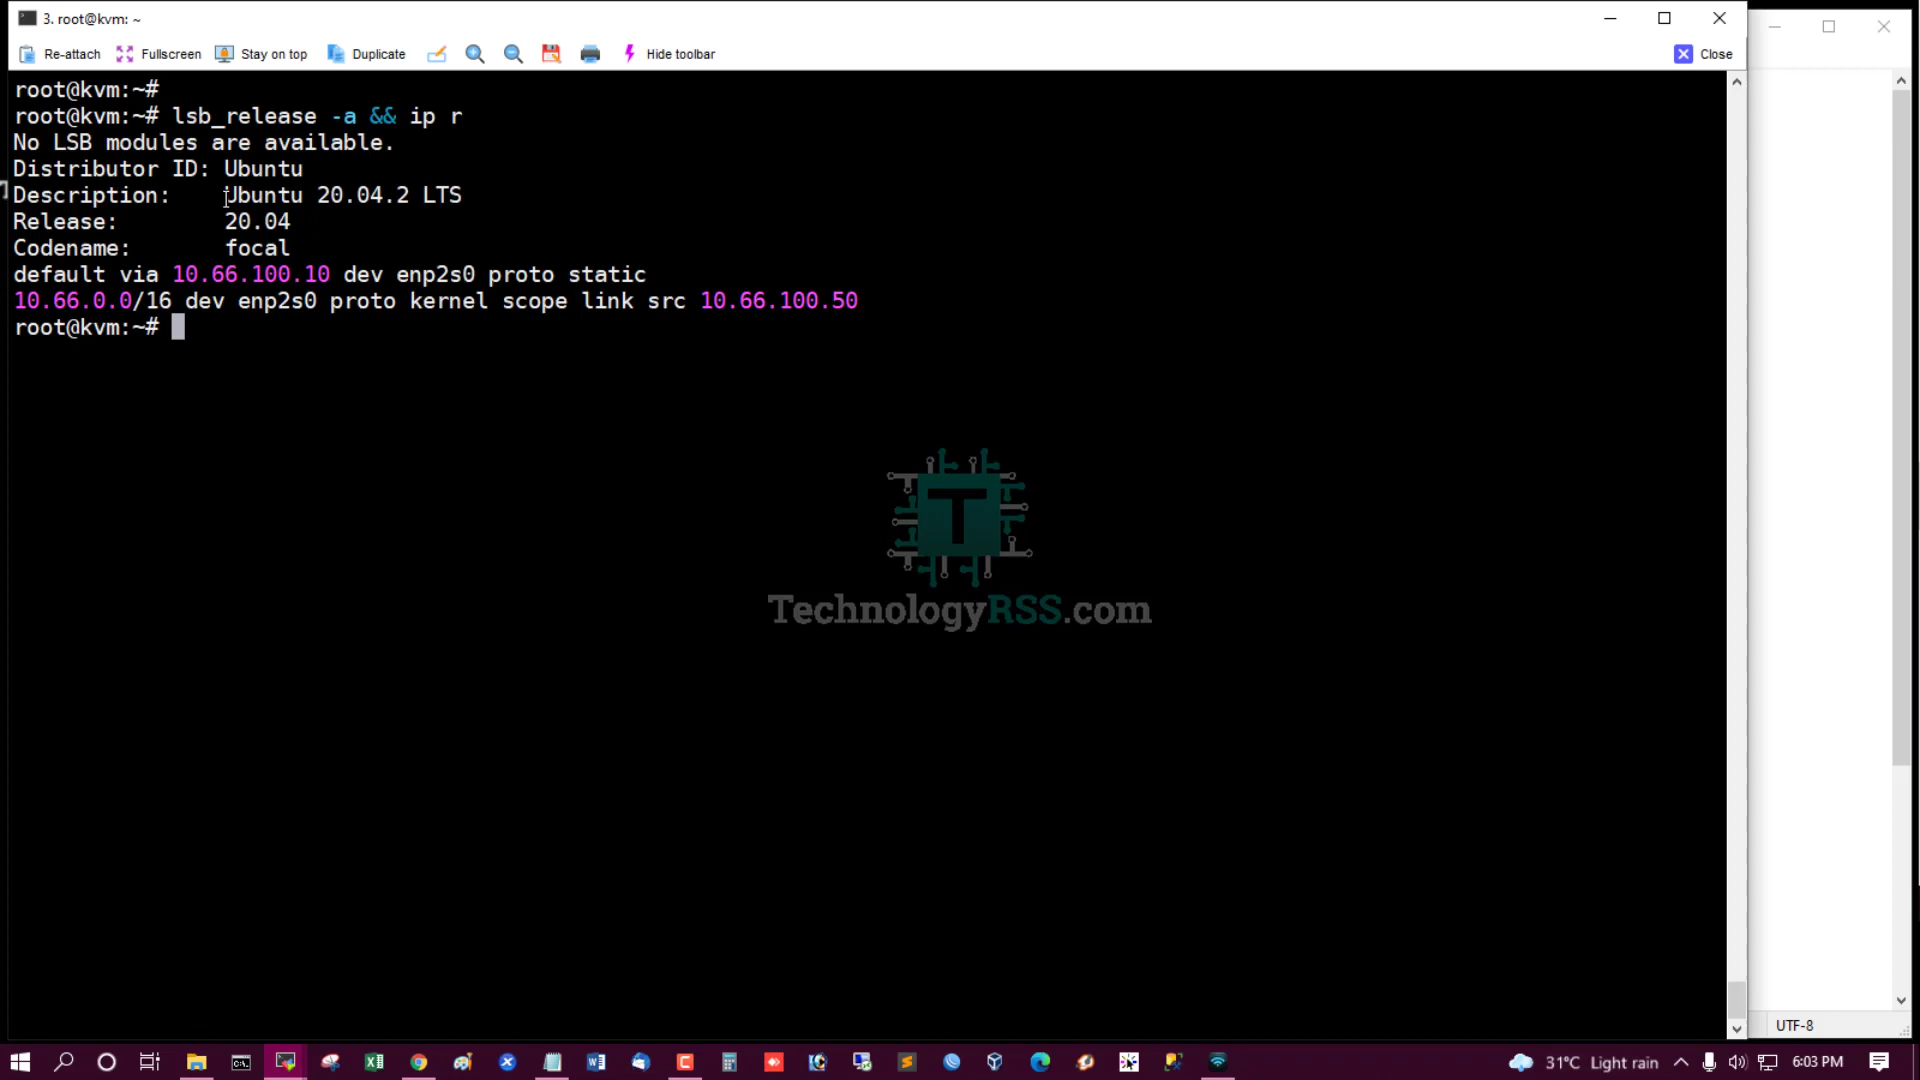 3. root@kvm: ~
Re-attach Fullscreen Stay on top Duplicate Hide toolbar Close
root@kvm:~#
root@kvm:~# lsb_release -a && ip r
No LSB modules are available.
Distributor ID: Ubuntu
Description: Ubuntu 20.04.2 LTS
Release: 20.04
Codename: focal
default via 10.66.100.10 dev enp2s0 proto static
10.66.0.0/16 dev enp2s0 proto kernel scope link src 10.66.100.50
root@kvm:~#
T
TechnologyRSS.com
UTF-8
31°C Light rain 6:03 PM